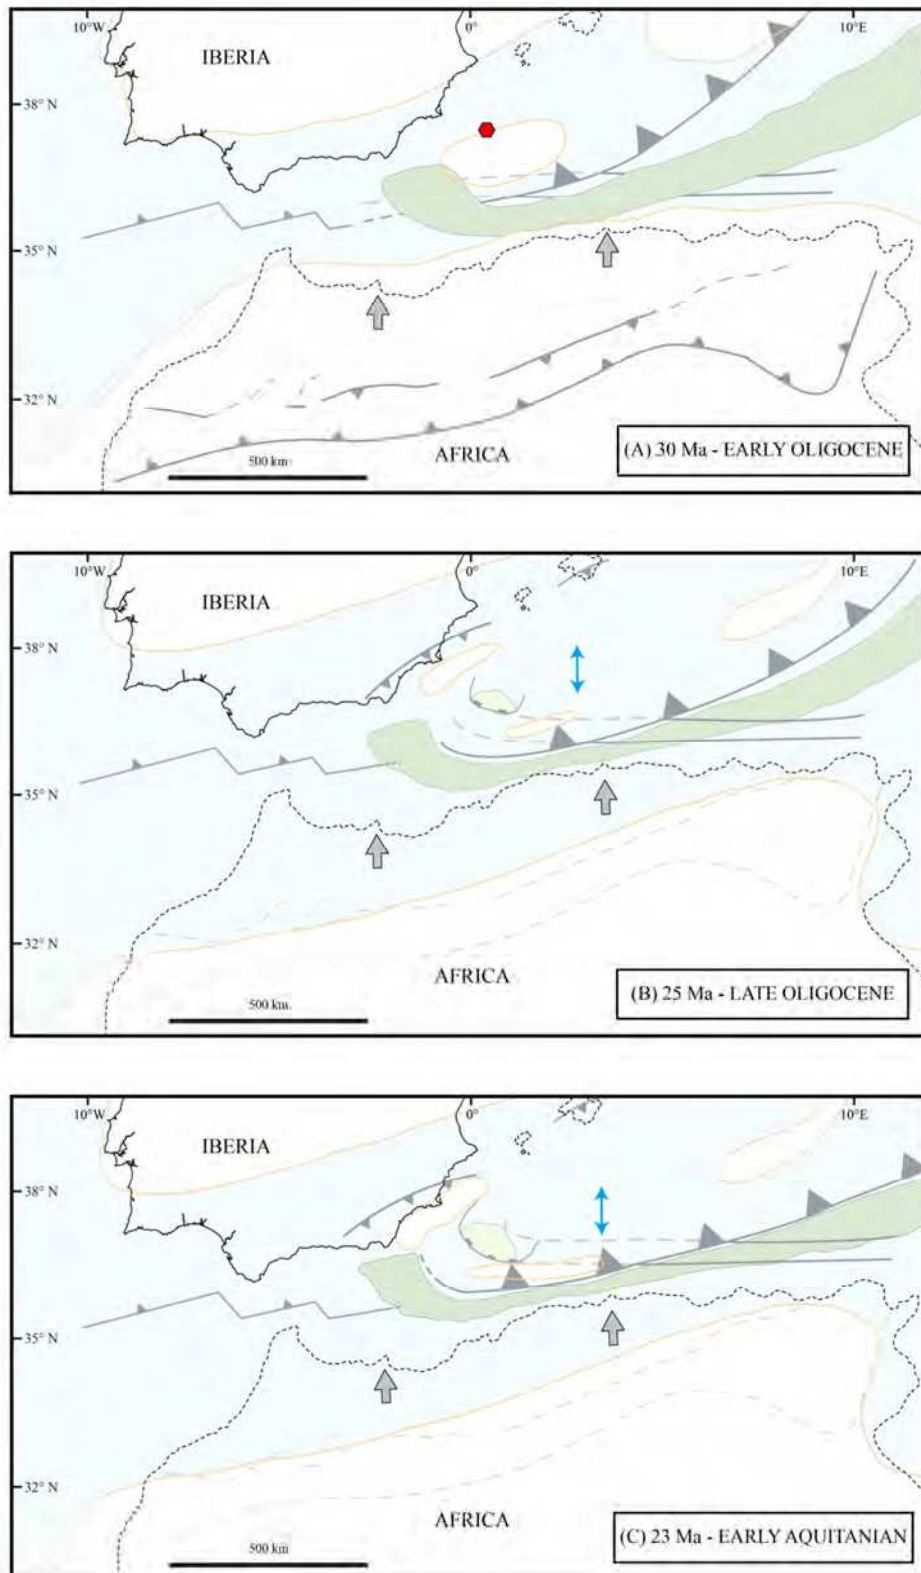 10°W 0° 10°E
IBERIA
38° N
35° N
32° N
AFRICA
500 km
(A) 30 Ma - EARLY OLIGOCENE
10°W 0° 10°E
IBERIA
38° N
35° N
32° N
AFRICA
500 km
(B) 25 Ma - LATE OLIGOCENE
10°W 0° 10°E
IBERIA
38° N
35° N
32° N
AFRICA
500 km
(C) 23 Ma - EARLY AQUITANIAN